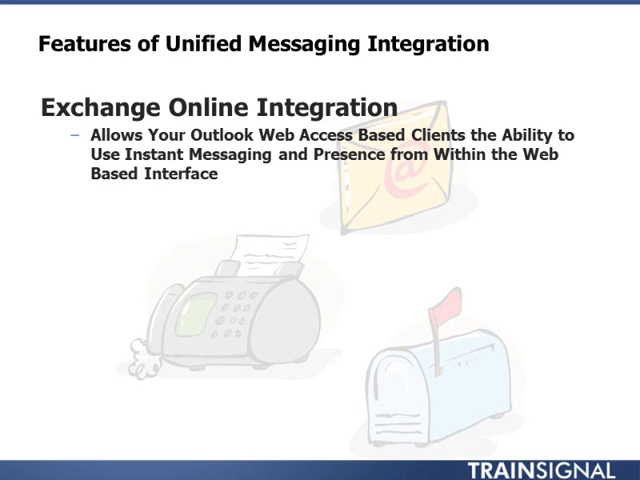 Features of Unified Messaging Integration
Exchange Online Integration
– Allows Your Outlook Web Access Based Clients the Ability to
Use Instant Messaging and Presence from Within the Web
Based Interface
@
TRAINSIGNAL